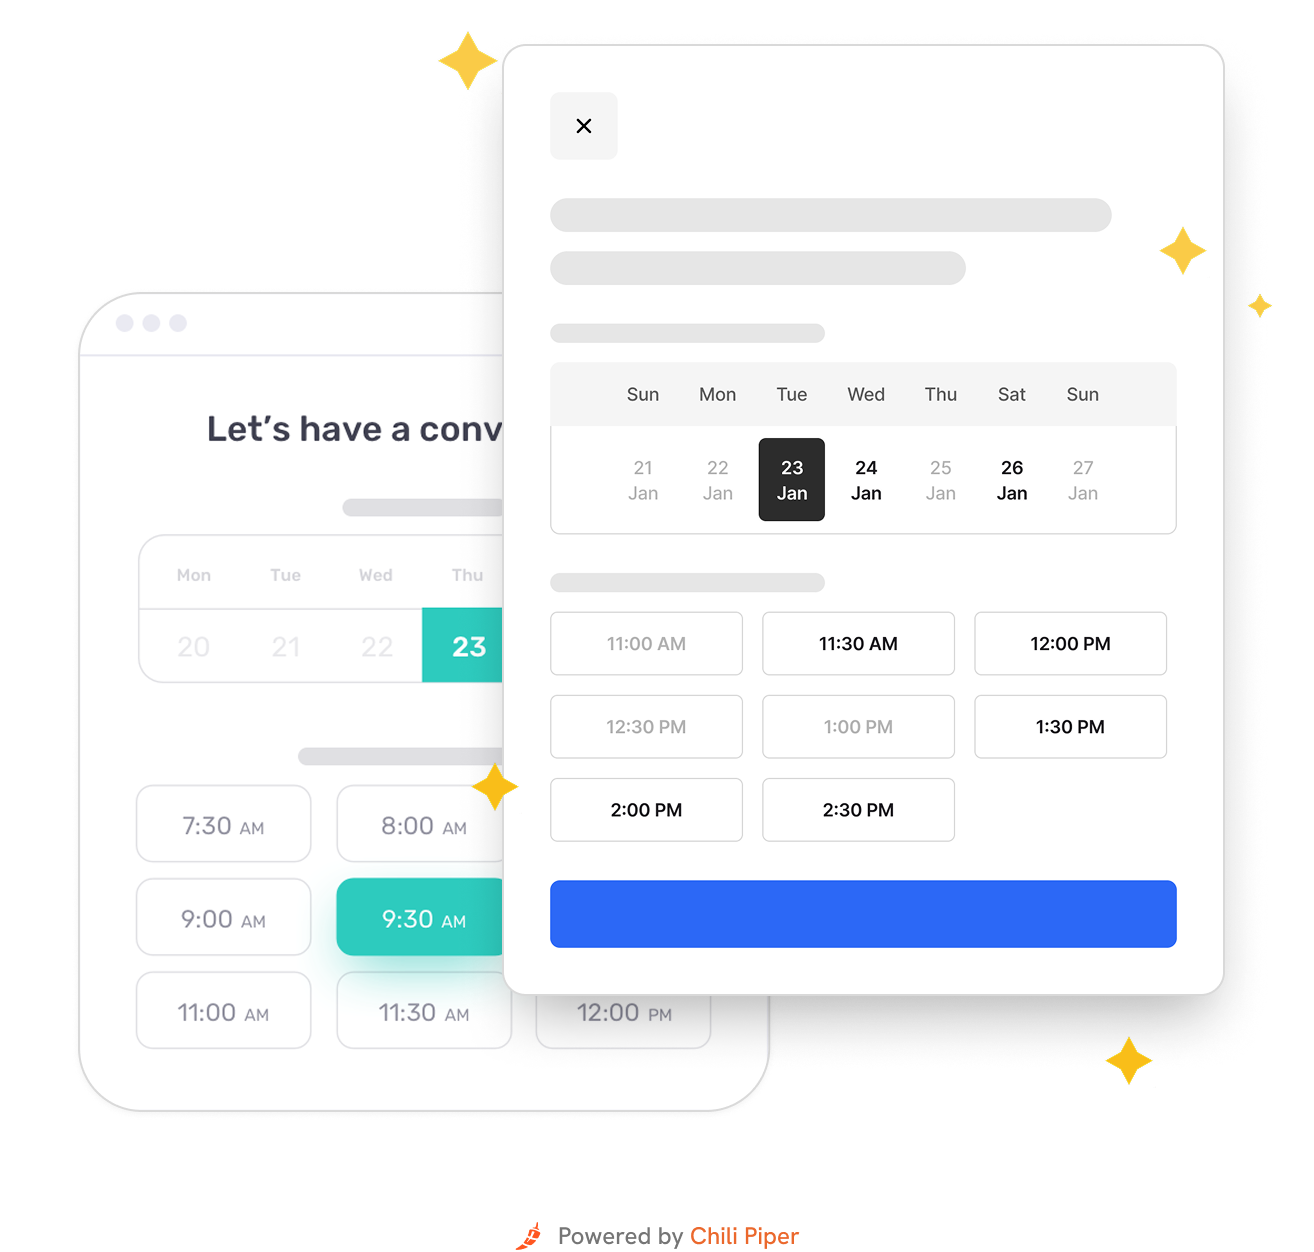 Sun Mon Tue Wed Thu Sat Sun
21 22 23 24 25 26 27
Jan Jan Jan Jan Jan Jan Jan
11:00 AM 11:30 AM 12:00 PM
12:30 PM 1:00 PM 1:30 PM
2:00 PM 2:30 PM
Let’s have a conv
Mon Tue Wed Thu
20 21 22 23
7:30 AM 8:00 AM
9:00 AM 9:30 AM
11:00 AM 11:30 AM 12:00 PM
Powered by Chili Piper